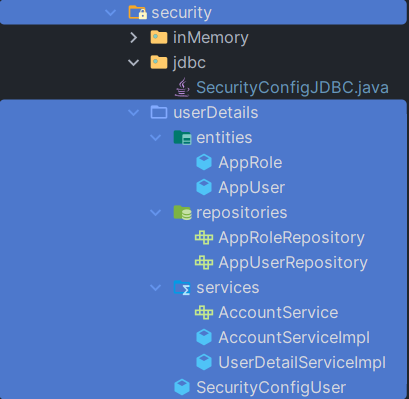 security
inMemory
jdbc
SecurityConfigJDBC.java
userDetails
entities
AppRole
AppUser
repositories
AppRoleRepository
AppUserRepository
services
AccountService
AccountServiceImpl
UserDetailServiceImpl
SecurityConfigUser